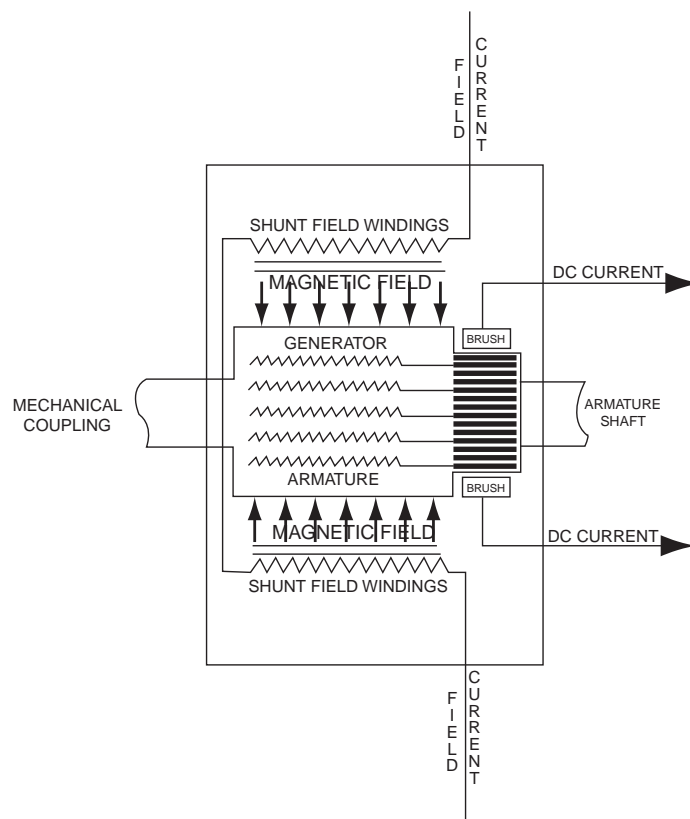 FIELD
CURRENT
SHUNT FIELD WINDINGS
MAGNETIC FIELD
DC CURRENT
BRUSH
GENERATOR
MECHANICAL
COUPLING
ARMATURE
SHAFT
ARMATURE
BRUSH
MAGNETIC FIELD
DC CURRENT
SHUNT FIELD WINDINGS
FIELD
CURRENT